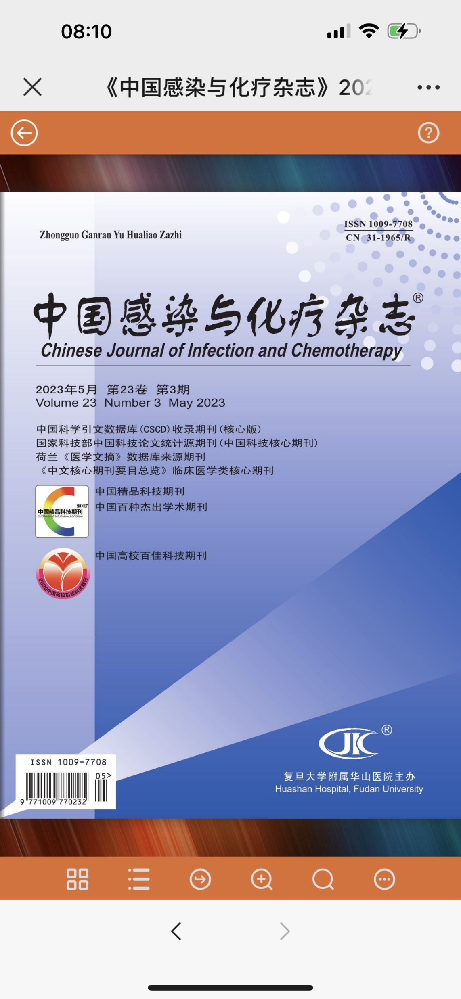 08:10
《中国感染与化疗杂志》202
Zhongguo Ganran Yu Hualiao Zazhi
ISSN 1009-7708
CN 31-1965/R
中国感染与化疗杂志®
Chinese Journal of Infection and Chemotherapy
2023年5月 第23卷 第3期
Volume 23 Number 3 May 2023
中国科学引文数据库(CSCD)收录期刊(核心版)
国家科技部中国科技论文统计源期刊(中国科技核心期刊)
荷兰《医学文摘》数据库来源期刊
《中文核心期刊要目总览》临床医学类核心期刊
2017
中国精品科技期刊
OUTSTANDING S&T JOURNALS OF CHINA
中国精品科技期刊
中国百种杰出学术期刊
中国高校百佳科技期刊
2020中国高校百佳科技期刊
JIC®
复旦大学附属华山医院主办
Huashan Hospital, Fudan University
ISSN 1009-7708
05>
9 771009 770232